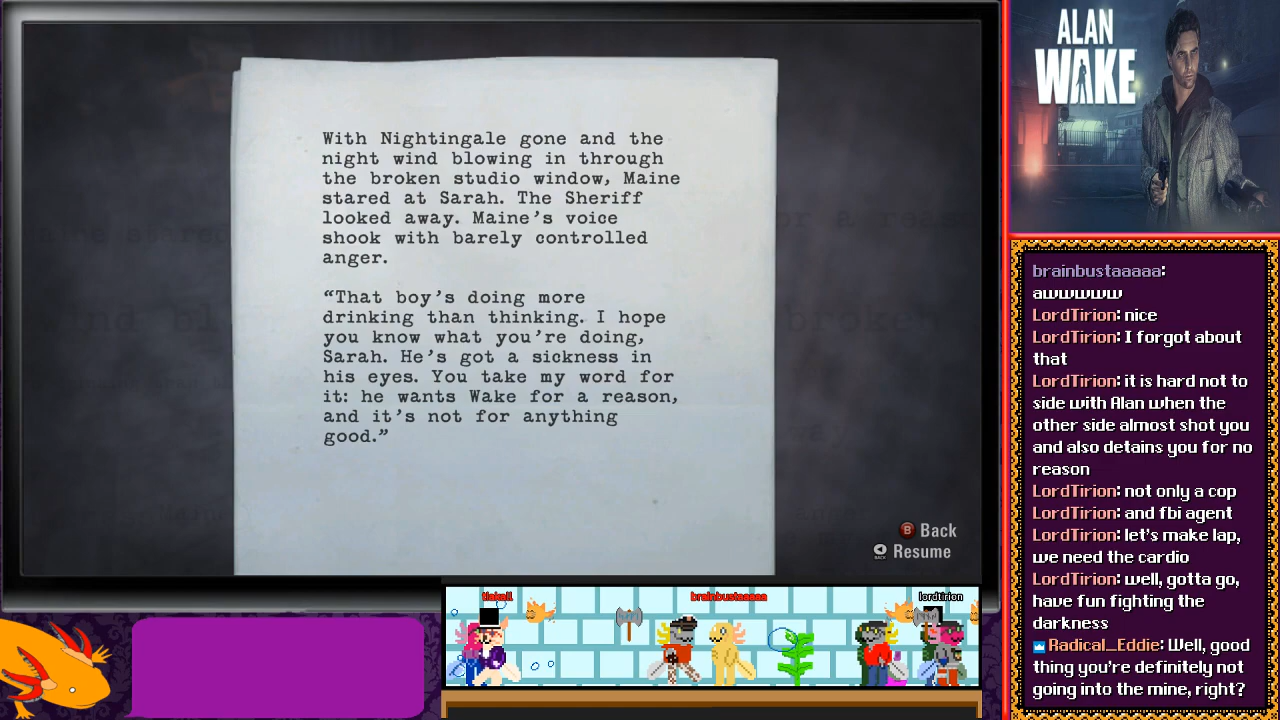 With Nightingale gone and the
night wind blowing in through
the broken studio window, Maine
stared at Sarah. The Sheriff
looked away. Maine's voice
shook with barely controlled
anger.
“That boy's doing more
drinking than thinking. I hope
you know what you're doing,
Sarah. He's got a sickness in
his eyes. You take my word for
it: he wants Wake for a reason,
and it's not for anything
good.”
B Back
BACK Resume
ALAN
WAKE
brainbustaaaaa:
awwwww
LordTirion: nice
LordTirion: I forgot about
that
LordTirion: it is hard not to
side with Alan when the
other side almost shot you
and also detains you for no
reason
LordTirion: not only a cop
LordTirion: and fbi agent
LordTirion: let's make lap,
we need the cardio
LordTirion: well, gotta go,
have fun fighting the
darkness
Radical_Eddie: Well, good
thing you're definitely not
going into the mine, right?
brainbustaaaaa
lordtirion